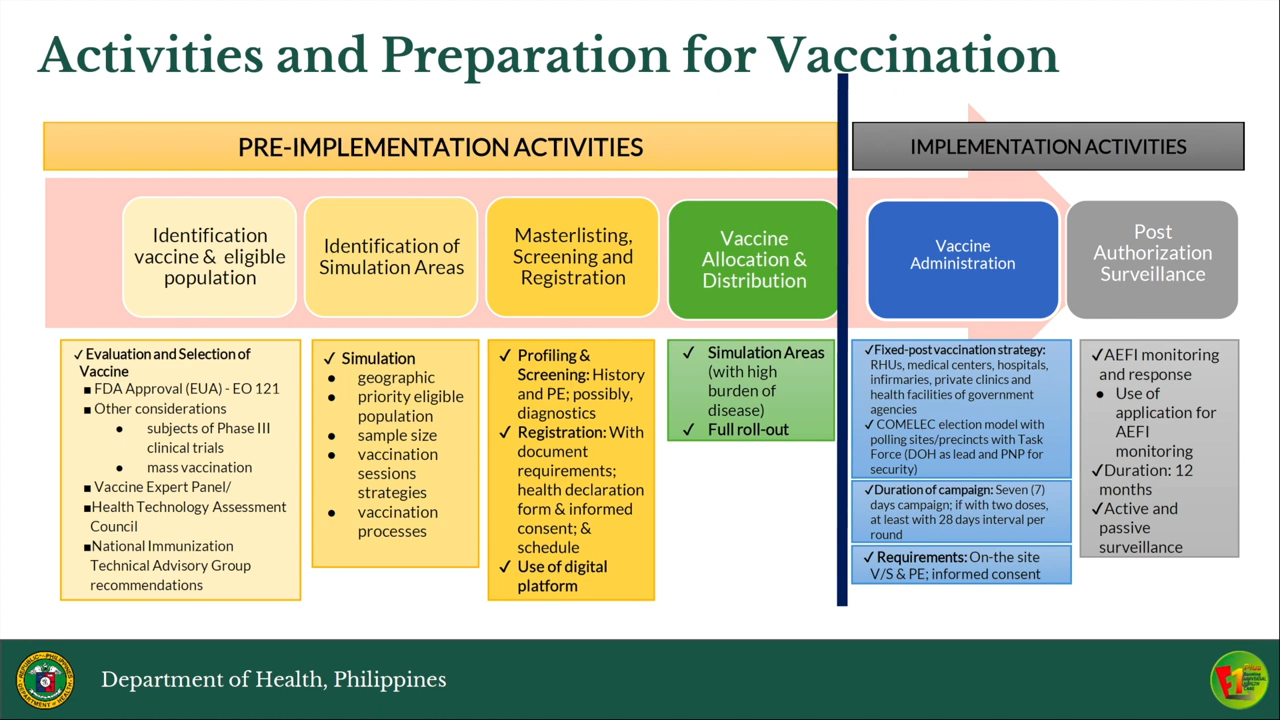 Activities and Preparation for Vaccination
PRE-IMPLEMENTATION ACTIVITIES
IMPLEMENTATION ACTIVITIES
Identification
vaccine & eligible
population
Identification of
Simulation Areas
Masterlisting,
Screening and
Registration
Vaccine
Allocation &
Distribution
Vaccine
Administration
Post
Authorization
Surveillance
✓ Evaluation and Selection of
Vaccine
■ FDA Approval (EUA) - EO 121
■ Other considerations
● subjects of Phase III
clinical trials
● mass vaccination
■ Vaccine Expert Panel/
■Health Technology Assessment
Council
■National Immunization
Technical Advisory Group
recommendations
✓ Simulation
● geographic
● priority eligible
population
● sample size
● vaccination
sessions
strategies
● vaccination
processes
✓ Profiling &
Screening: History
and PE; possibly,
diagnostics
✓ Registration: With
document
requirements;
health declaration
form & informed
consent; &
schedule
✓ Use of digital
platform
✓ Simulation Areas
(with high
burden of
disease)
✓ Full roll-out
✓Fixed-post vaccination strategy:
RHUs, medical centers, hospitals,
infirmaries, private clinics and
health facilities of government
agencies
✓ COMELEC election model with
polling sites/precincts with Task
Force (DOH as lead and PNP for
security)
✓Duration of campaign: Seven (7)
days campaign; if with two doses,
at least with 28 days interval per
round
✓ Requirements: On-the site
V/S & PE; informed consent
✓AEFI monitoring
and response
● Use of
application for
AEFI
monitoring
✓Duration: 12
months
✓Active and
passive
surveillance
Department of Health, Philippines
F1 Plus